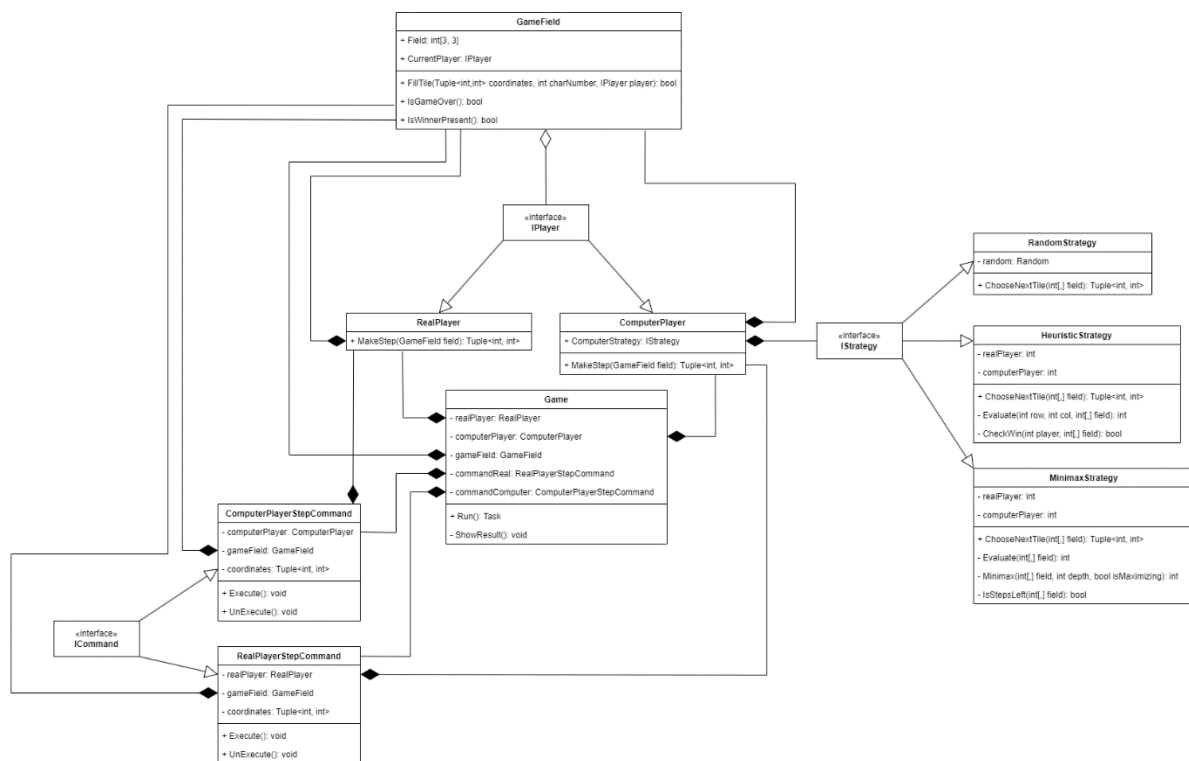 GameField
+ Field: int[3, 3]
+ CurrentPlayer: IPlayer
+ FillTile(Tuple<int,int> coordinates, int charNumber, IPlayer player): bool
+ IsGameOver(): bool
+ IsWinnerPresent(): bool
«interface»
IPlayer
RealPlayer
+ MakeStep(GameField field): Tuple<int, int>
ComputerPlayer
+ ComputerStrategy: IStrategy
+ MakeStep(GameField field): Tuple<int, int>
«interface»
IStrategy
RandomStrategy
- random: Random
+ ChooseNextTile(int[,] field): Tuple<int, int>
HeuristicStrategy
- realPlayer: int
- computerPlayer: int
+ ChooseNextTile(int[,] field): Tuple<int, int>
- Evaluate(int row, int col, int[,] field): int
- CheckWin(int player, int[,] field): bool
MinimaxStrategy
- realPlayer: int
- computerPlayer: int
+ ChooseNextTile(int[,] field): Tuple<int, int>
- Evaluate(int[,] field): int
- Minimax(int[,] field, int depth, bool isMaximizing): int
- IsStepsLeft(int[,] field): bool
Game
- realPlayer: RealPlayer
- computerPlayer: ComputerPlayer
- gameField: GameField
- commandReal: RealPlayerStepCommand
- commandComputer: ComputerPlayerStepCommand
+ Run(): Task
- ShowResult(): void
ComputerPlayerStepCommand
- computerPlayer: ComputerPlayer
- gameField: GameField
- coordinates: Tuple<int, int>
+ Execute(): void
+ UnExecute(): void
«interface»
ICommand
RealPlayerStepCommand
- realPlayer: RealPlayer
- gameField: GameField
- coordinates: Tuple<int, int>
+ Execute(): void
+ UnExecute(): void